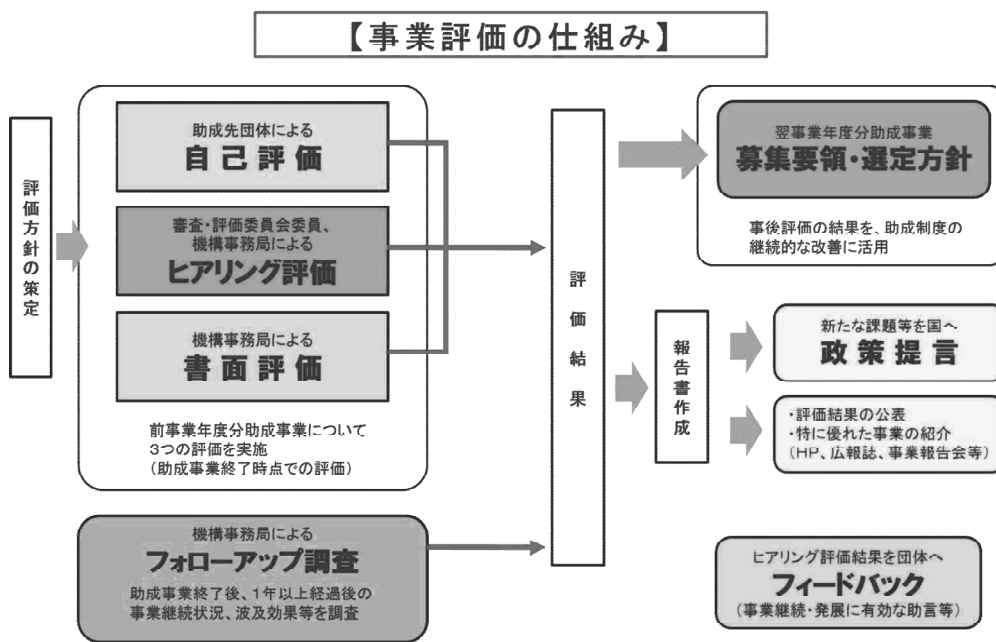 【事業評価の仕組み】
評価方針の策定
助成先団体による
自己評価
審査・評価委員会委員、
機構事務局による
ヒアリング評価
機構事務局による
書面評価
前事業年度分助成事業について
3つの評価を実施
(助成事業終了時点での評価)
機構事務局による
フォローアップ調査
助成事業終了後、1年以上経過後の
事業継続状況、波及効果等を調査
評価結果
翌事業年度分助成事業
募集要領・選定方針
事後評価の結果を、助成制度の
継続的な改善に活用
報告書作成
新たな課題等を国へ
政策提言
・評価結果の公表
・特に優れた事業の紹介
(HP、広報誌、事業報告会等)
ヒアリング評価結果を団体へ
フィードバック
(事業継続・発展に有効な助言等)